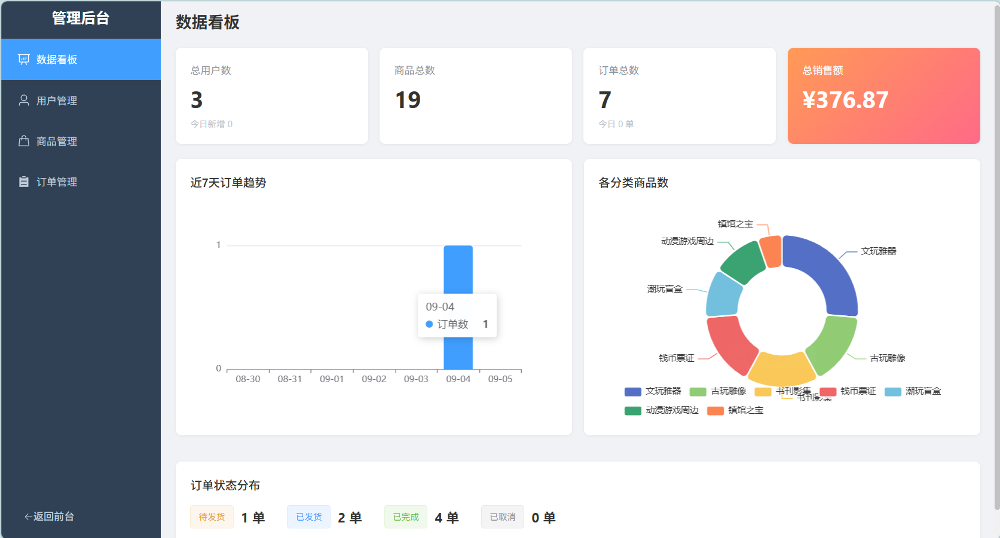 管理后台
数据看板
用户管理
商品管理
订单管理
←返回前台
数据看板
总用户数
3
今日新增 0
商品总数
19
订单总数
7
今日 0 单
总销售额
¥376.87
近7天订单趋势
1
0
09-04
订单数 1
08-30 08-31 09-01 09-02 09-03 09-04 09-05
各分类商品数
镇馆之宝
动漫游戏周边
文玩雅器
潮玩盲盒
钱币票证
古玩雕像
书刊影集
文玩雅器 古玩雕像 书刊影集 钱币票证 潮玩盲盒
动漫游戏周边 镇馆之宝
订单状态分布
待发货 1 单 已发货 2 单 已完成 4 单 已取消 0 单